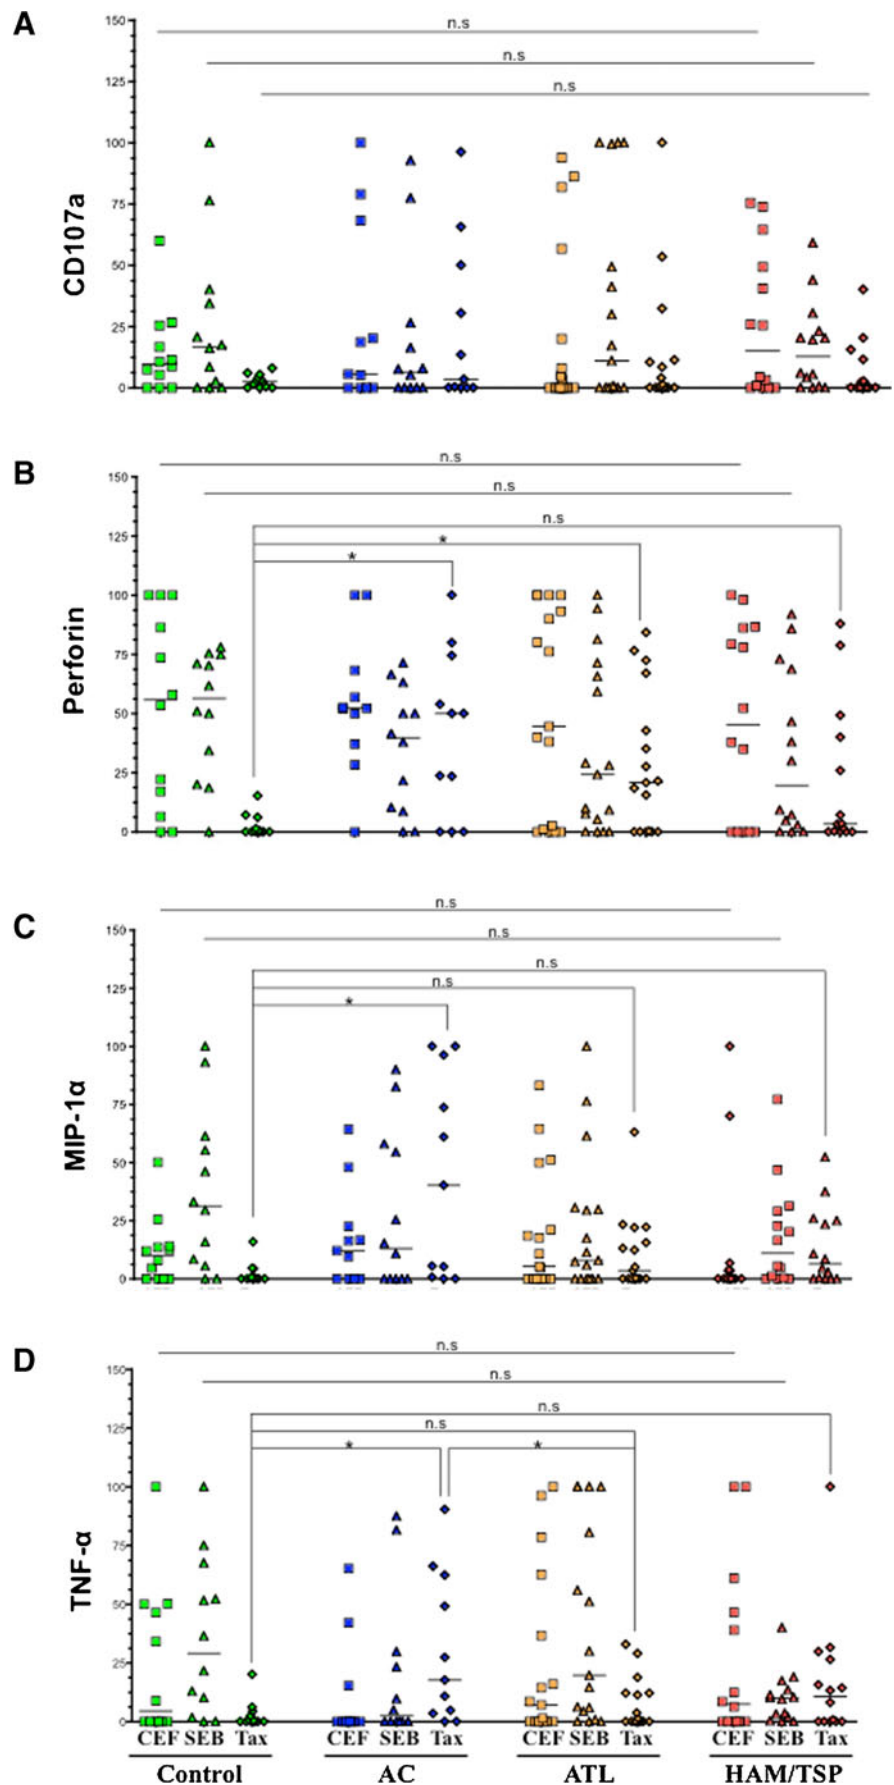 A
n.s
n.s
n.s
150
125
100
75
50
25
0
CD107a
B
n.s
n.s
n.s
*
*
150
125
100
75
50
25
0
Perforin
C
n.s
n.s
n.s
n.s
*
150
125
100
75
50
25
0
MIP-1α
D
n.s
n.s
n.s
n.s
* *
150
125
100
75
50
25
0
TNF-α
CEF SEB Tax CEF SEB Tax CEF SEB Tax CEF SEB Tax
Control AC ATL HAM/TSP